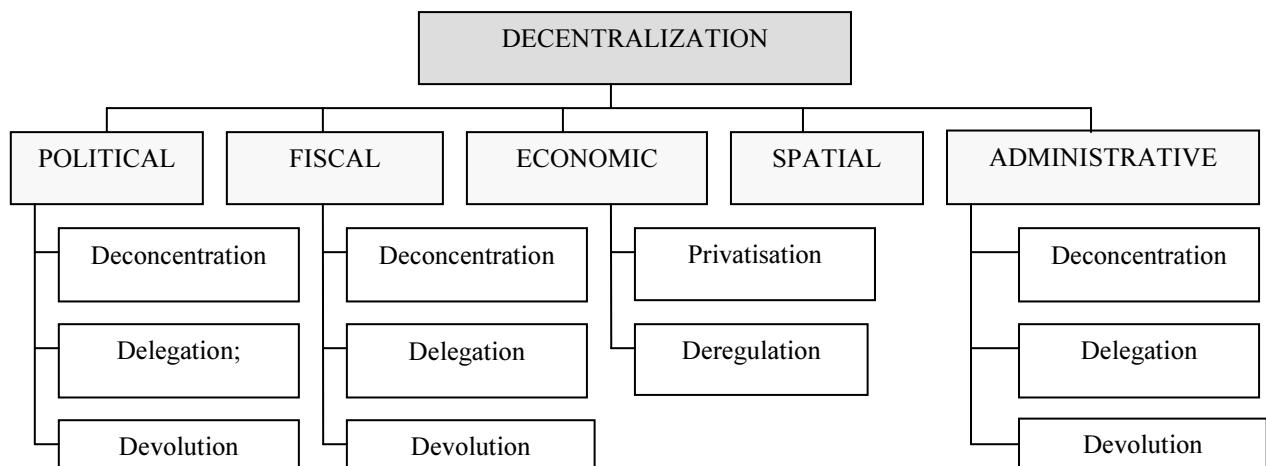 DECENTRALIZATION
POLITICAL
FISCAL
ECONOMIC
SPATIAL
ADMINISTRATIVE
Deconcentration
Deconcentration
Privatisation
Deconcentration
Delegation;
Delegation
Deregulation
Delegation
Devolution
Devolution
Devolution